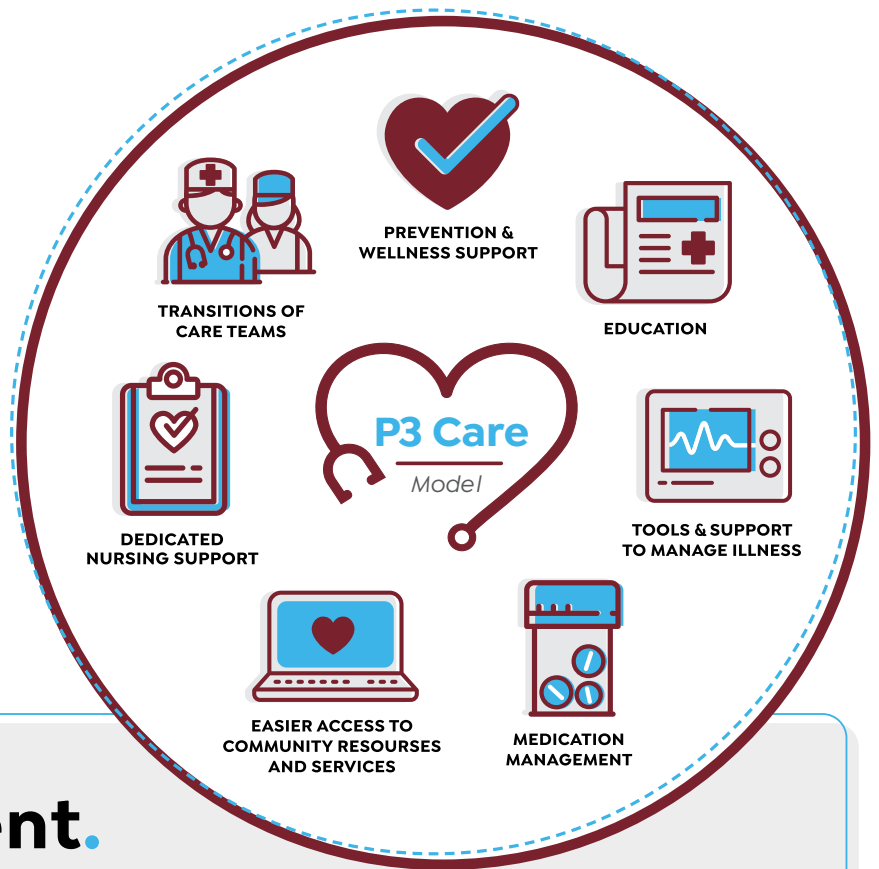 PREVENTION &
WELLNESS SUPPORT
TRANSITIONS OF
CARE TEAMS
EDUCATION
P3 Care
Model
DEDICATED
NURSING SUPPORT
TOOLS & SUPPORT
TO MANAGE ILLNESS
EASIER ACCESS TO
COMMUNITY RESOURSES
AND SERVICES
MEDICATION
MANAGEMENT
ent.